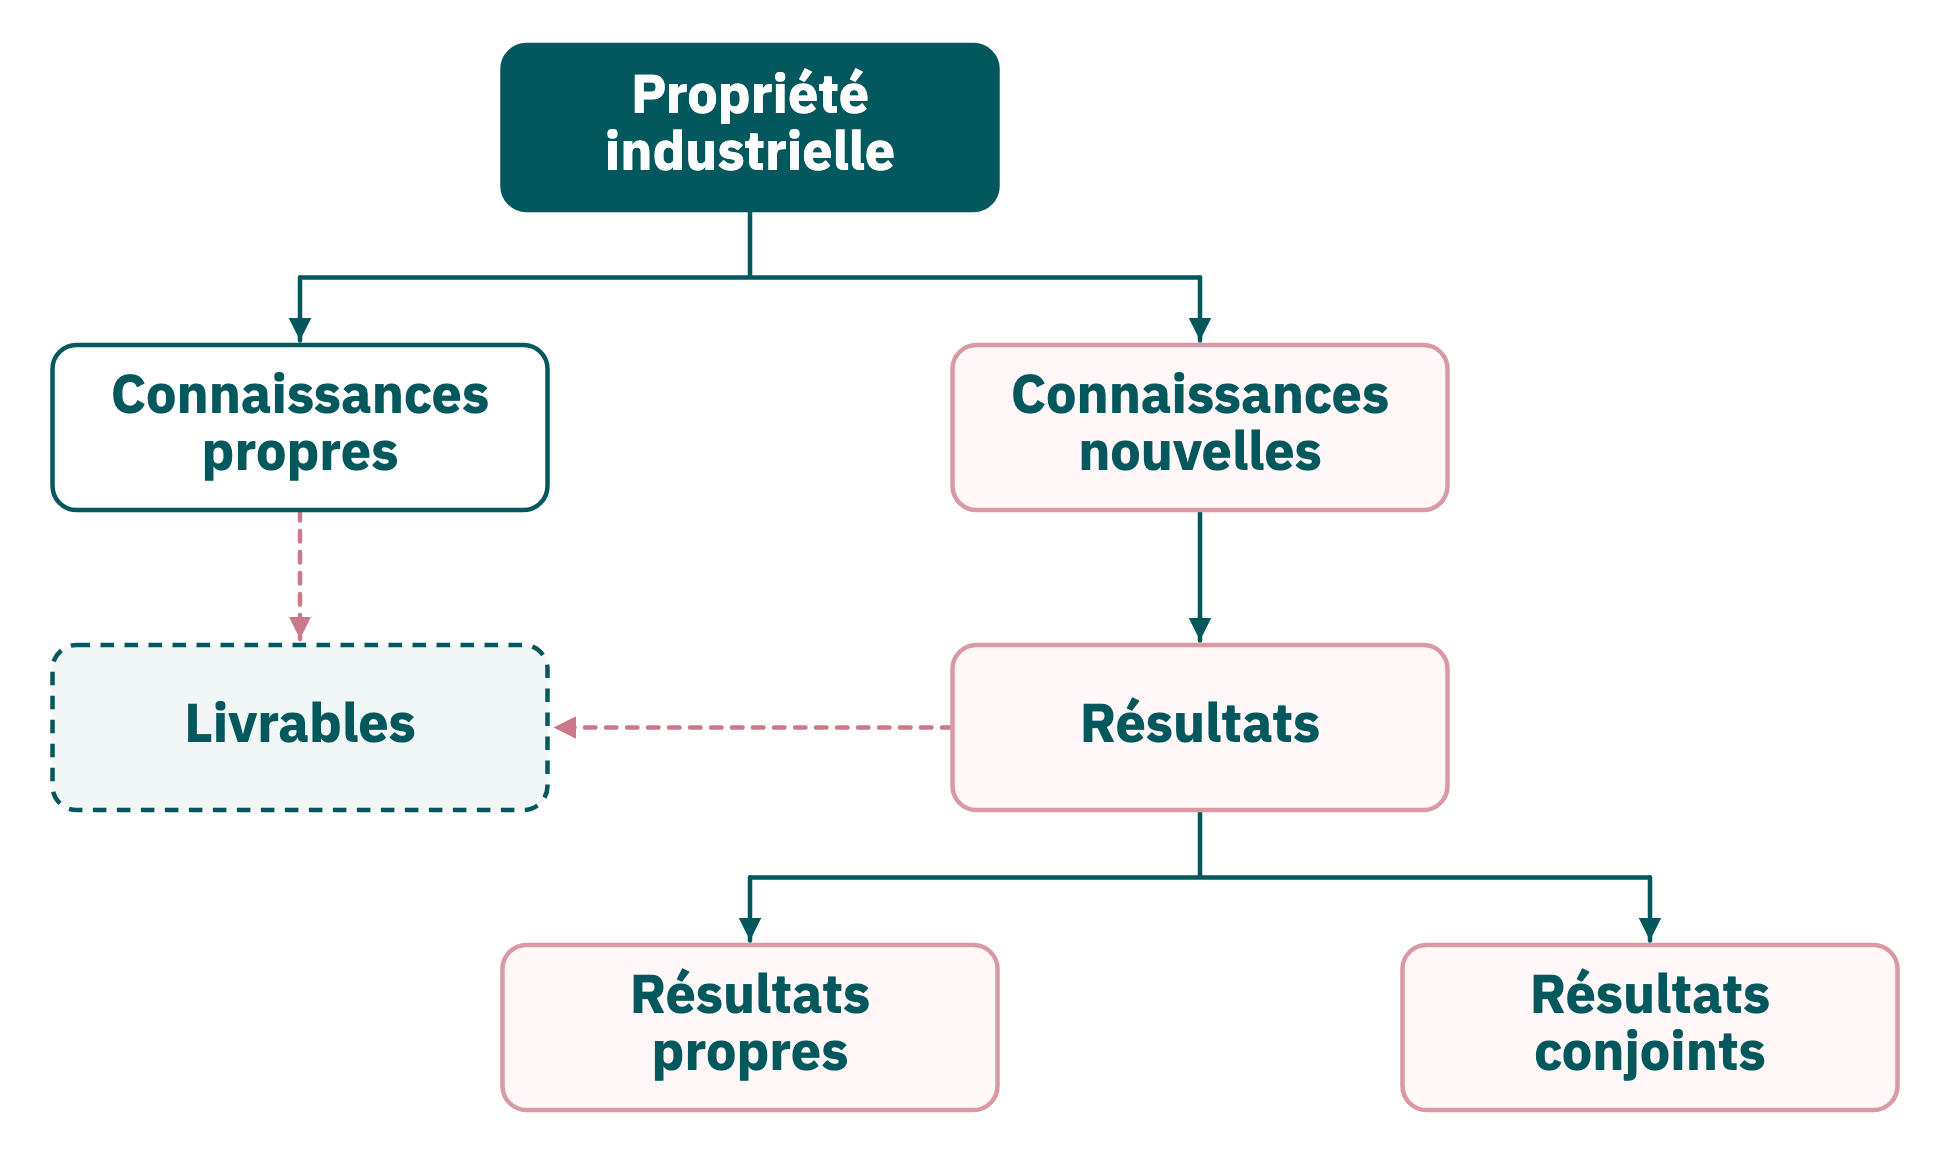 Propriété
industrielle
Connaissances
propres
Connaissances
nouvelles
Livrables
Résultats
Résultats
propres
Résultats
conjoints